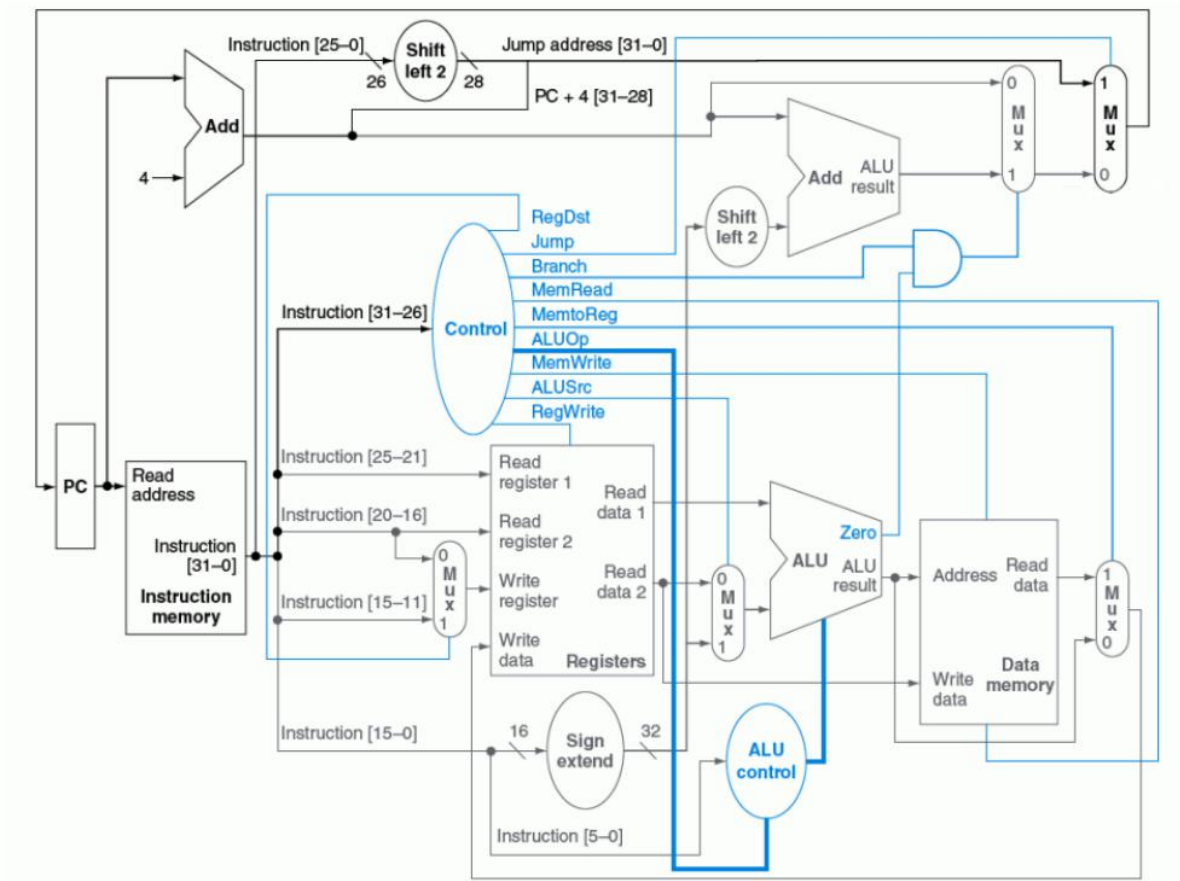 Instruction [25–0]
26
Shift
left 2
28
Jump address [31–0]
PC + 4 [31–28]
Add
4
0
M
u
x
1
1
M
u
x
0
Add
ALU
result
Shift
left 2
RegDst
Jump
Branch
MemRead
MemtoReg
ALUOp
MemWrite
ALUSrc
RegWrite
Instruction [31–26]
Control
PC
Read
address
Instruction
[31–0]
Instruction
memory
Instruction [25–21]
Instruction [20–16]
Instruction [15–11]
0
M
u
x
1
Read
register 1
Read
register 2
Write
register
Write
data
Read
data 1
Read
data 2
Registers
0
M
u
x
1
Zero
ALU
ALU
result
Address
Read
data
Write
data
Data
memory
1
M
u
x
0
Instruction [15–0]
16
Sign
extend
32
ALU
control
Instruction [5–0]